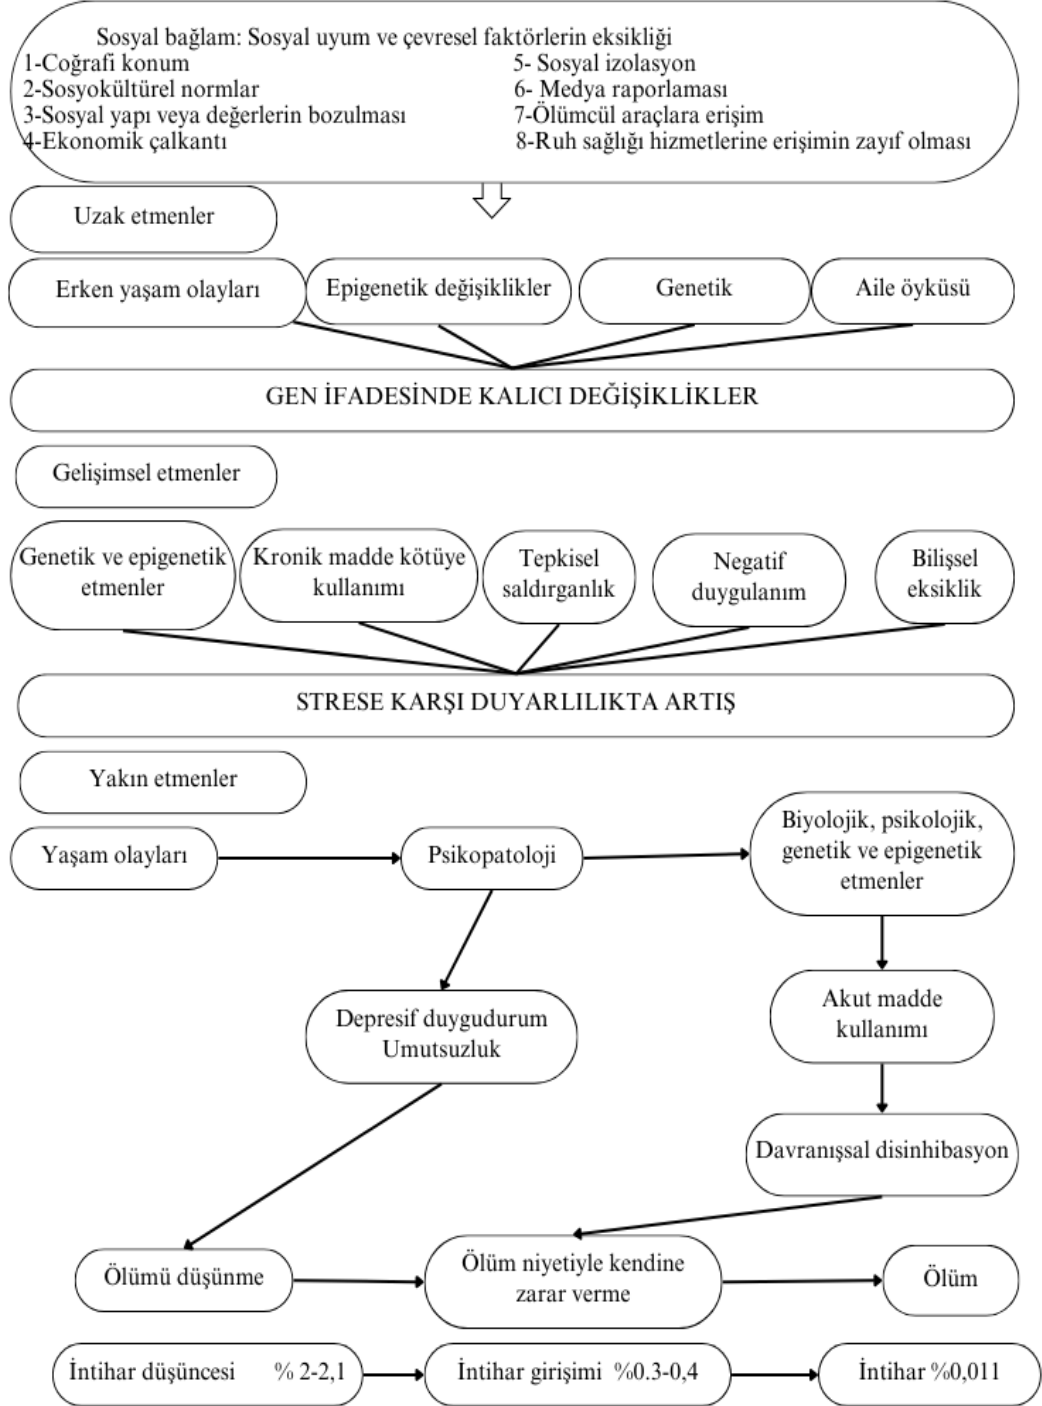 Sosyal bağlam: Sosyal uyum ve çevresel faktörlerin eksikliği
1-Coğrafi konum
2-Sosyokültürel normlar
3-Sosyal yapı veya değerlerin bozulması
4-Ekonomik çalkantı
5- Sosyal izolasyon
6- Medya raporlaması
7-Ölümcül araçlara erişim
8-Ruh sağlığı hizmetlerine erişimin zayıf olması
Uzak etmenler
Erken yaşam olayları
Epigenetik değişiklikler
Genetik
Aile öyküsü
GEN İFADESİNDE KALICI DEĞİŞİKLİKLER
Gelişimsel etmenler
Genetik ve epigenetik
etmenler
Kronik madde kötüye
kullanımı
Tepkisel
saldırganlık
Negatif
duygulanım
Bilişsel
eksiklik
STRESE KARŞI DUYARLILIKTA ARTIŞ
Yakın etmenler
Yaşam olayları
Psikopatoloji
Biyolojik, psikolojik,
genetik ve epigenetik
etmenler
Depresif duygudurum
Umutsuzluk
Akut madde
kullanımı
Davranışsal disinhibasyon
Ölümü düşünme
Ölüm niyetiyle kendine
zarar verme
Ölüm
İntihar düşüncesi % 2-2,1
İntihar girişimi %0.3-0,4
İntihar %0,011